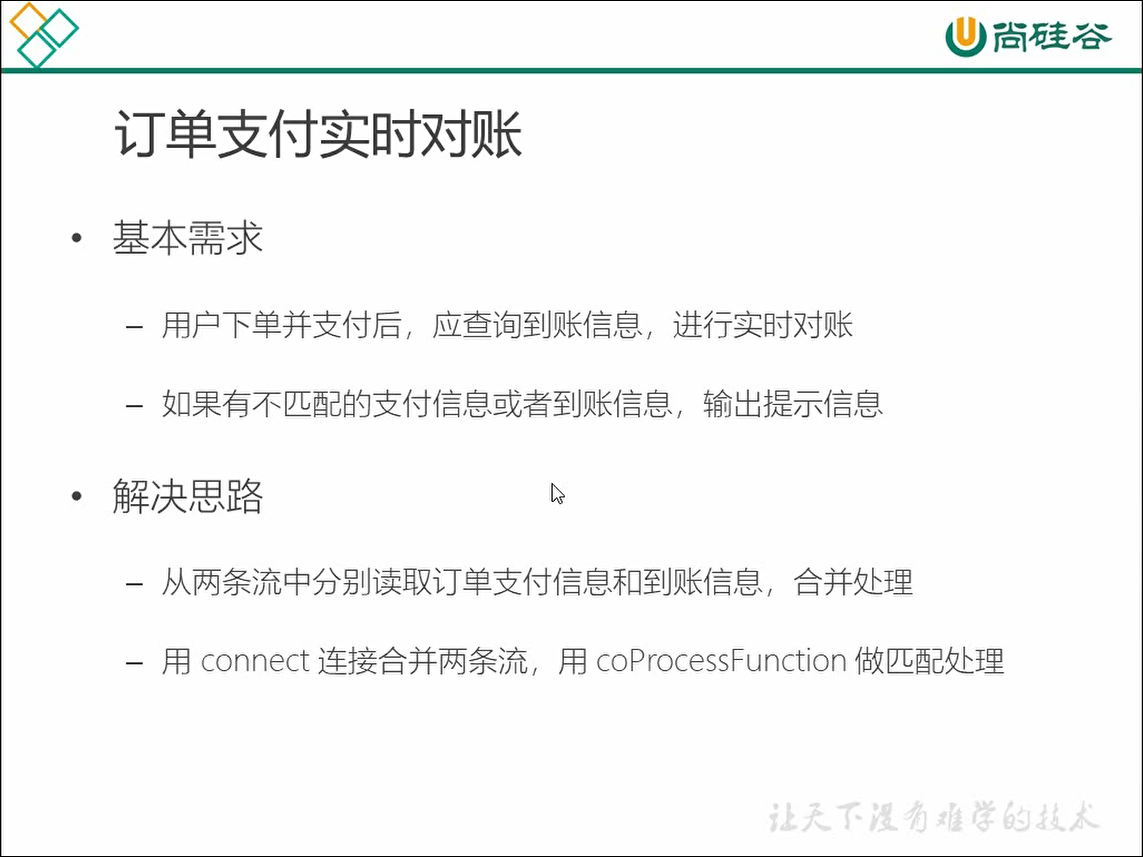 尚硅谷
订单支付实时对账
• 基本需求
– 用户下单并支付后，应查询到账信息，进行实时对账
– 如果有不匹配的支付信息或者到账信息，输出提示信息
• 解决思路
– 从两条流中分别读取订单支付信息和到账信息，合并处理
– 用 connect 连接合并两条流，用 coProcessFunction 做匹配处理
让天下没有难学的技术